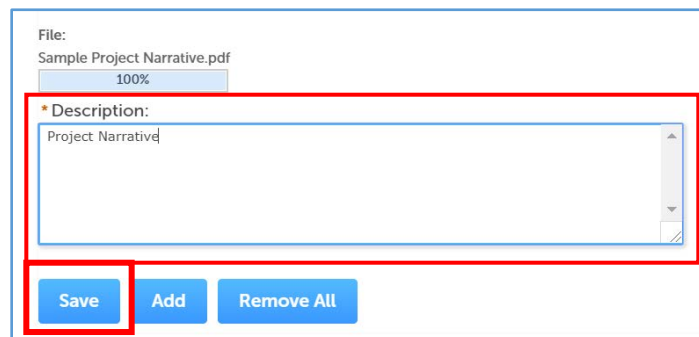 File:
Sample Project Narrative.pdf
100%
* Description:
Project Narrative
Save Add Remove All